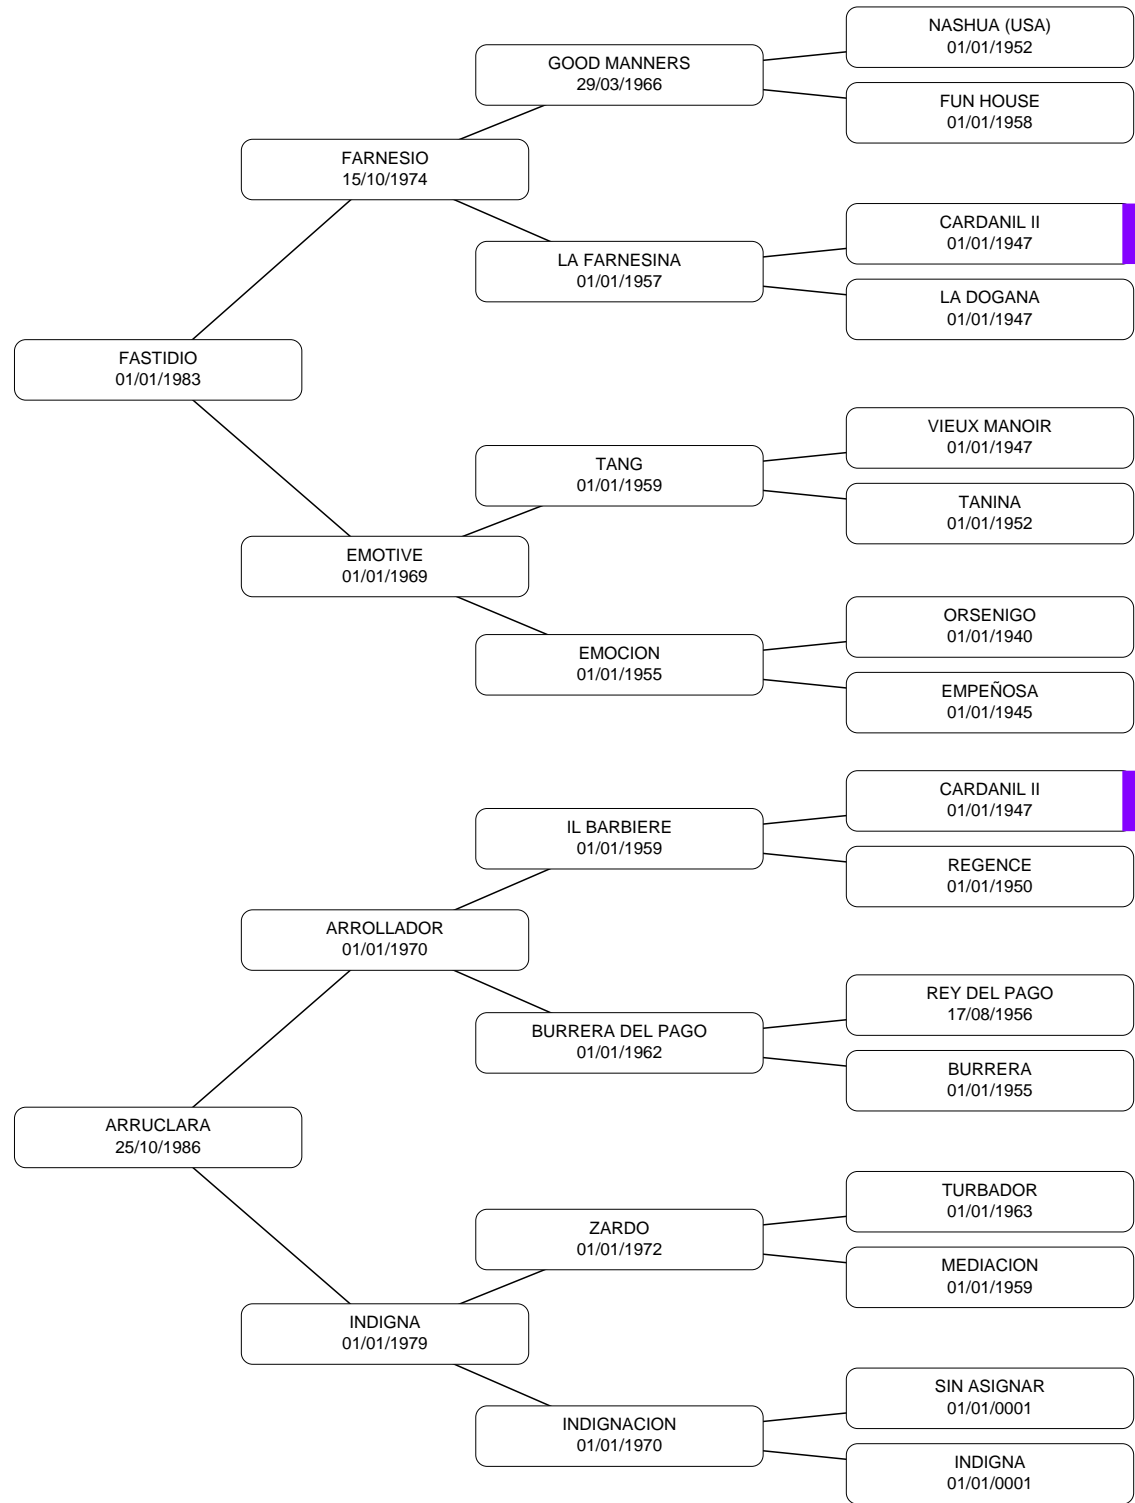 NASHUA (USA)
01/01/1952
GOOD MANNERS
29/03/1966
FUN HOUSE
01/01/1958
FARNESIO
15/10/1974
CARDANIL II
01/01/1947
LA FARNESINA
01/01/1957
LA DOGANA
01/01/1947
FASTIDIO
01/01/1983
VIEUX MANOIR
01/01/1947
TANG
01/01/1959
TANINA
01/01/1952
EMOTIVE
01/01/1969
ORSENIGO
01/01/1940
EMOCION
01/01/1955
EMPEÑOSA
01/01/1945
CARDANIL II
01/01/1947
IL BARBIERE
01/01/1959
REGENCE
01/01/1950
ARROLLADOR
01/01/1970
REY DEL PAGO
17/08/1956
BURRERA DEL PAGO
01/01/1962
BURRERA
01/01/1955
ARRUCLARA
25/10/1986
TURBADOR
01/01/1963
ZARDO
01/01/1972
MEDIACION
01/01/1959
INDIGNA
01/01/1979
SIN ASIGNAR
01/01/0001
INDIGNACION
01/01/1970
INDIGNA
01/01/0001